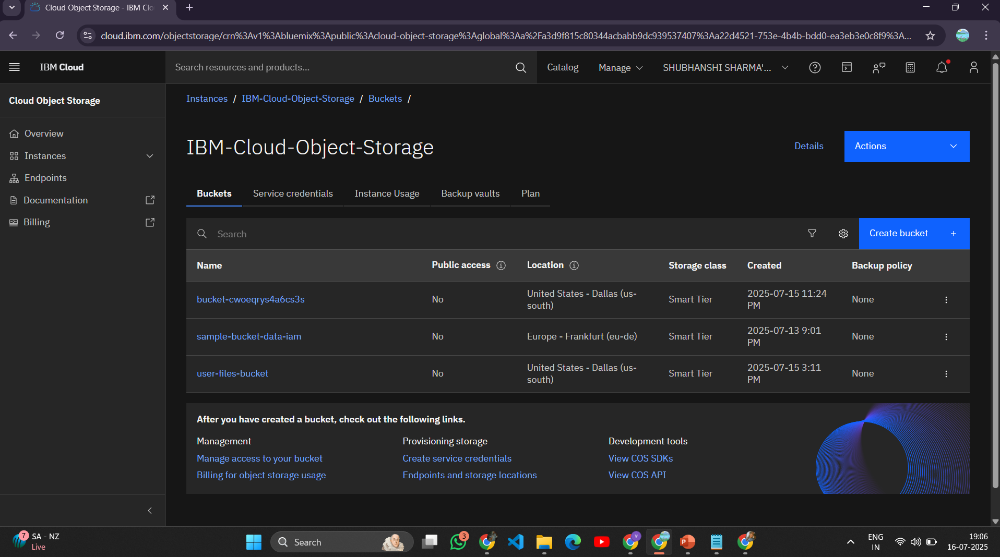 Cloud Object Storage - IBM Clo
cloud.ibm.com/objectstorage/crn%3Av1%3Abluemix%3Apublic%3Acloud-object-storage%3Aglobal%3Aa%2Fa3d9f815c80344acbabb9dc939537407%3Aa22d4521-753e-4b4b-bdd0-ea3eb3e0c8f9%3A...
IBM Cloud
Search resources and products...
Catalog
Manage
SHUBHANSHI SHARMA'...
Cloud Object Storage
Overview
Instances
Endpoints
Documentation
Billing
Instances / IBM-Cloud-Object-Storage / Buckets /
IBM-Cloud-Object-Storage
Details
Actions
Buckets
Service credentials
Instance Usage
Backup vaults
Plan
Search
Create bucket +
Name Public access Location Storage class Created Backup policy
bucket-cwoeqrys4a6cs3s No United States - Dallas (us-south) Smart Tier 2025-07-15 11:24 PM None
sample-bucket-data-iam No Europe - Frankfurt (eu-de) Smart Tier 2025-07-13 9:01 PM None
user-files-bucket No United States - Dallas (us-south) Smart Tier 2025-07-15 3:11 PM None
After you have created a bucket, check out the following links.
Management
Manage access to your bucket
Billing for object storage usage
Provisioning storage
Create service credentials
Endpoints and storage locations
Development tools
View COS SDKs
View COS API
7
SA - NZ
Live
Search
3
V
P
ENG
IN
19:06
16-07-2025